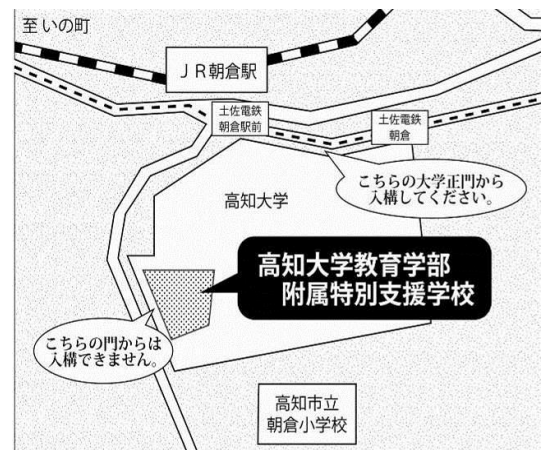 至いの町
JR朝倉駅
土佐電鉄
朝倉駅前
土佐電鉄
朝倉
こちらの大学正門から
入構してください。
高知大学
高知大学教育学部
附属特別支援学校
こちらの門からは
入構できません。
高知市立
朝倉小学校